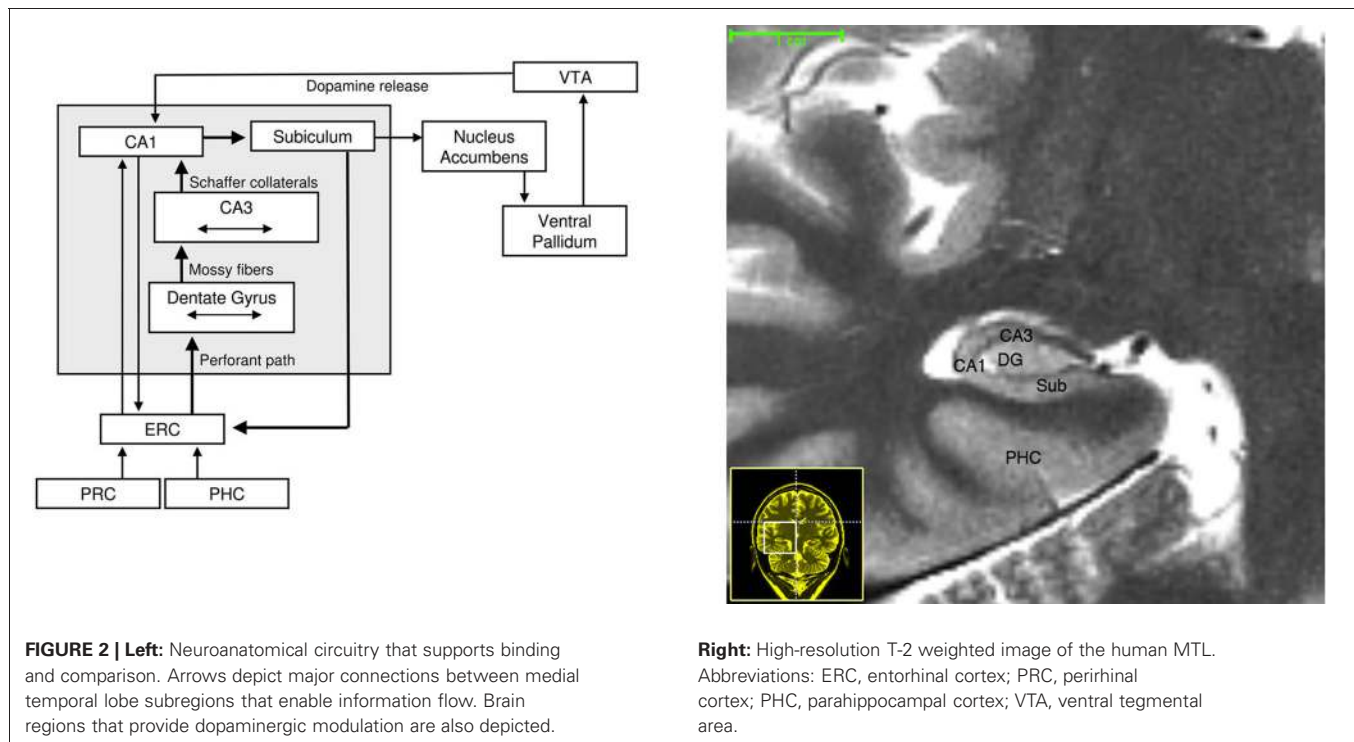 VTA
Dopamine release
CA1
Subiculum
Nucleus
Accumbens
Schaffer collaterals
CA3
Ventral
Pallidum
Mossy fibers
Dentate Gyrus
Perforant path
ERC
PRC
PHC
CA3
CA1
DG
Sub
PHC
FIGURE 2 | Left: Neuroanatomical circuitry that supports binding
and comparison. Arrows depict major connections between medial
temporal lobe subregions that enable information flow. Brain
regions that provide dopaminergic modulation are also depicted.
Right: High-resolution T-2 weighted image of the human MTL.
Abbreviations: ERC, entorhinal cortex; PRC, perirhinal
cortex; PHC, parahippocampal cortex; VTA, ventral tegmental
area.